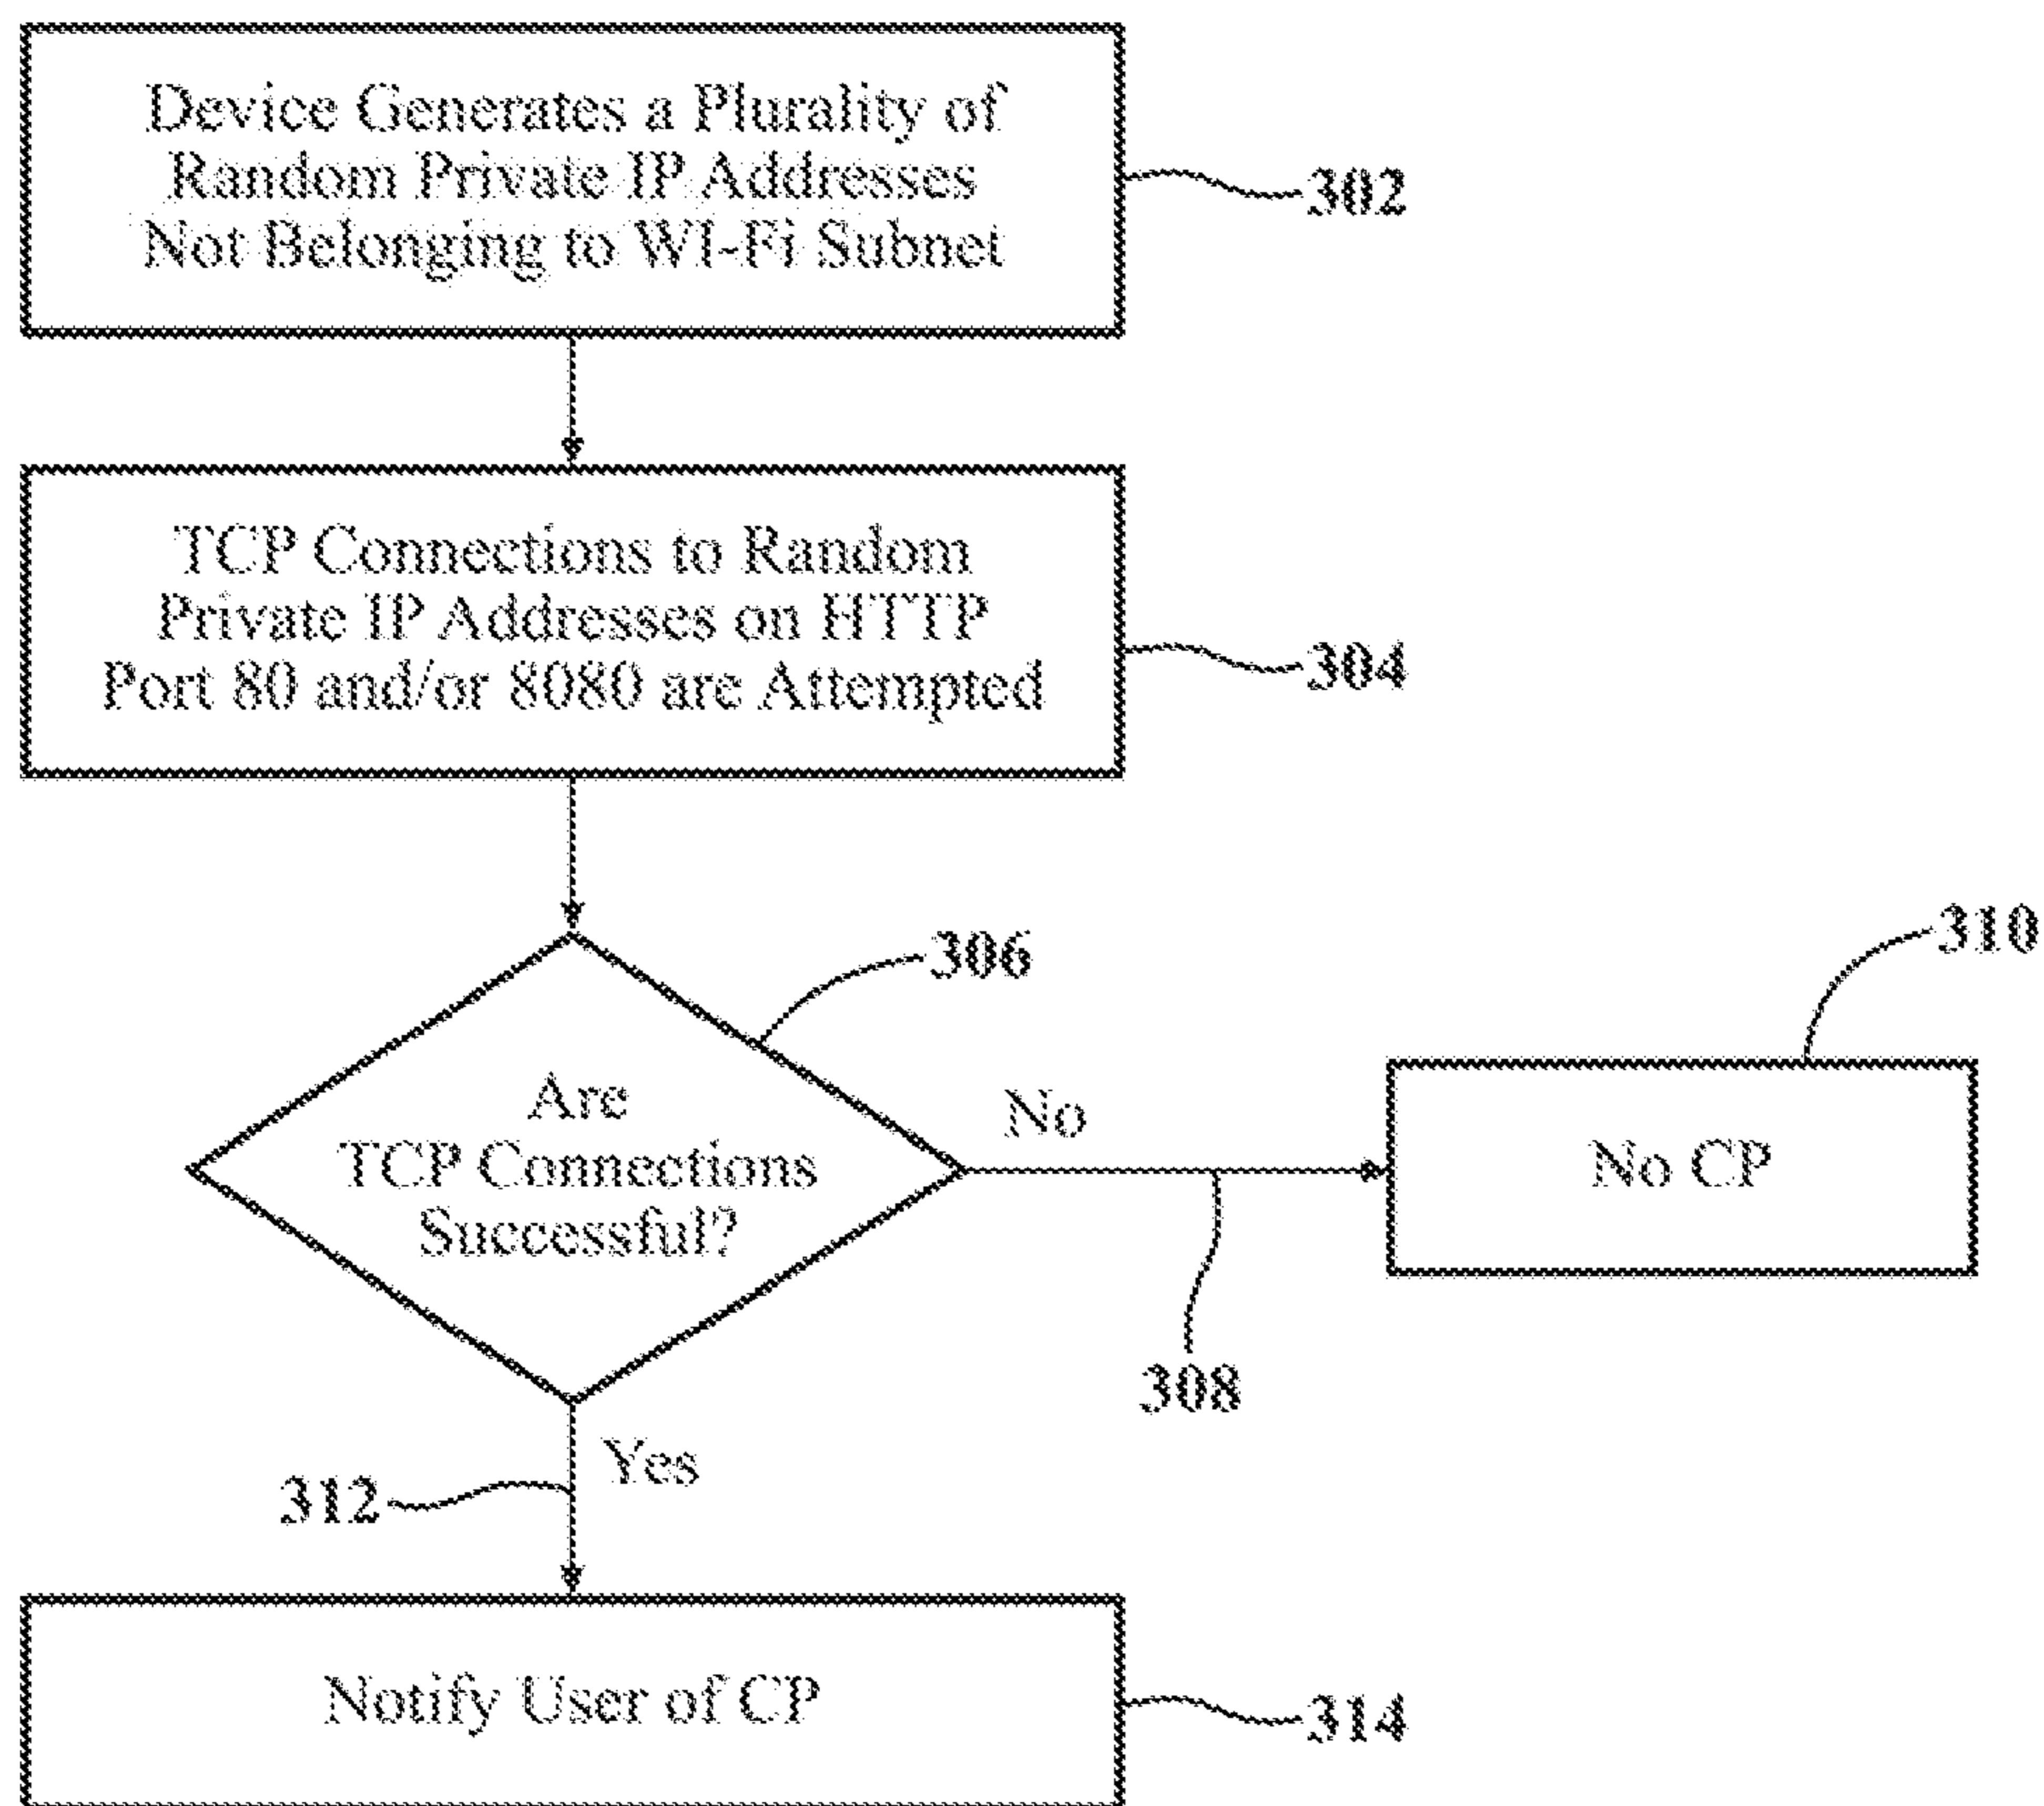 Device Generates a Plurality of
Random Private IP Addresses
Not Belonging to WI-Fi Subnet
302
TCP Connections to Random
Private IP Addresses on HTTP
Port 80 and/or 8080 are Attempted
304
306
310
Are
TCP Connections
Successful?
No
No CP
308
Yes
312
Notify User of CP
314